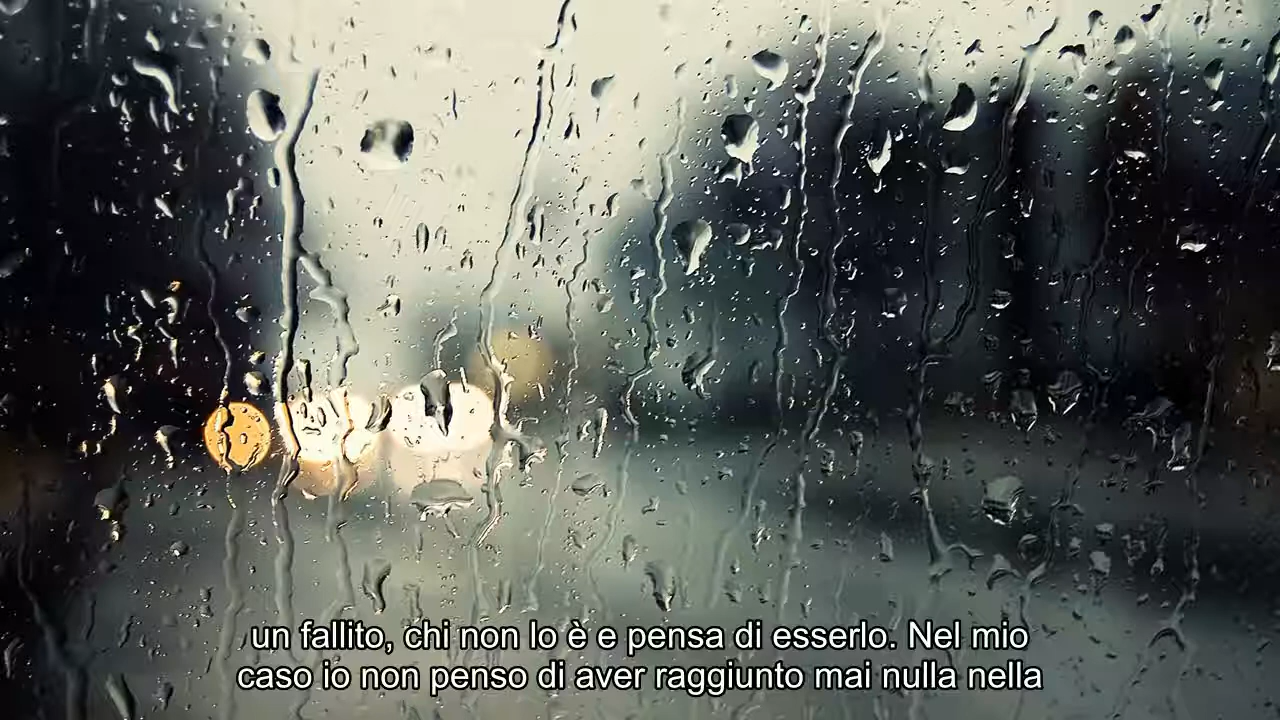 un fallito, chi non lo è e pensa di esserlo. Nel mio
caso io non penso di aver raggiunto mai nulla nella